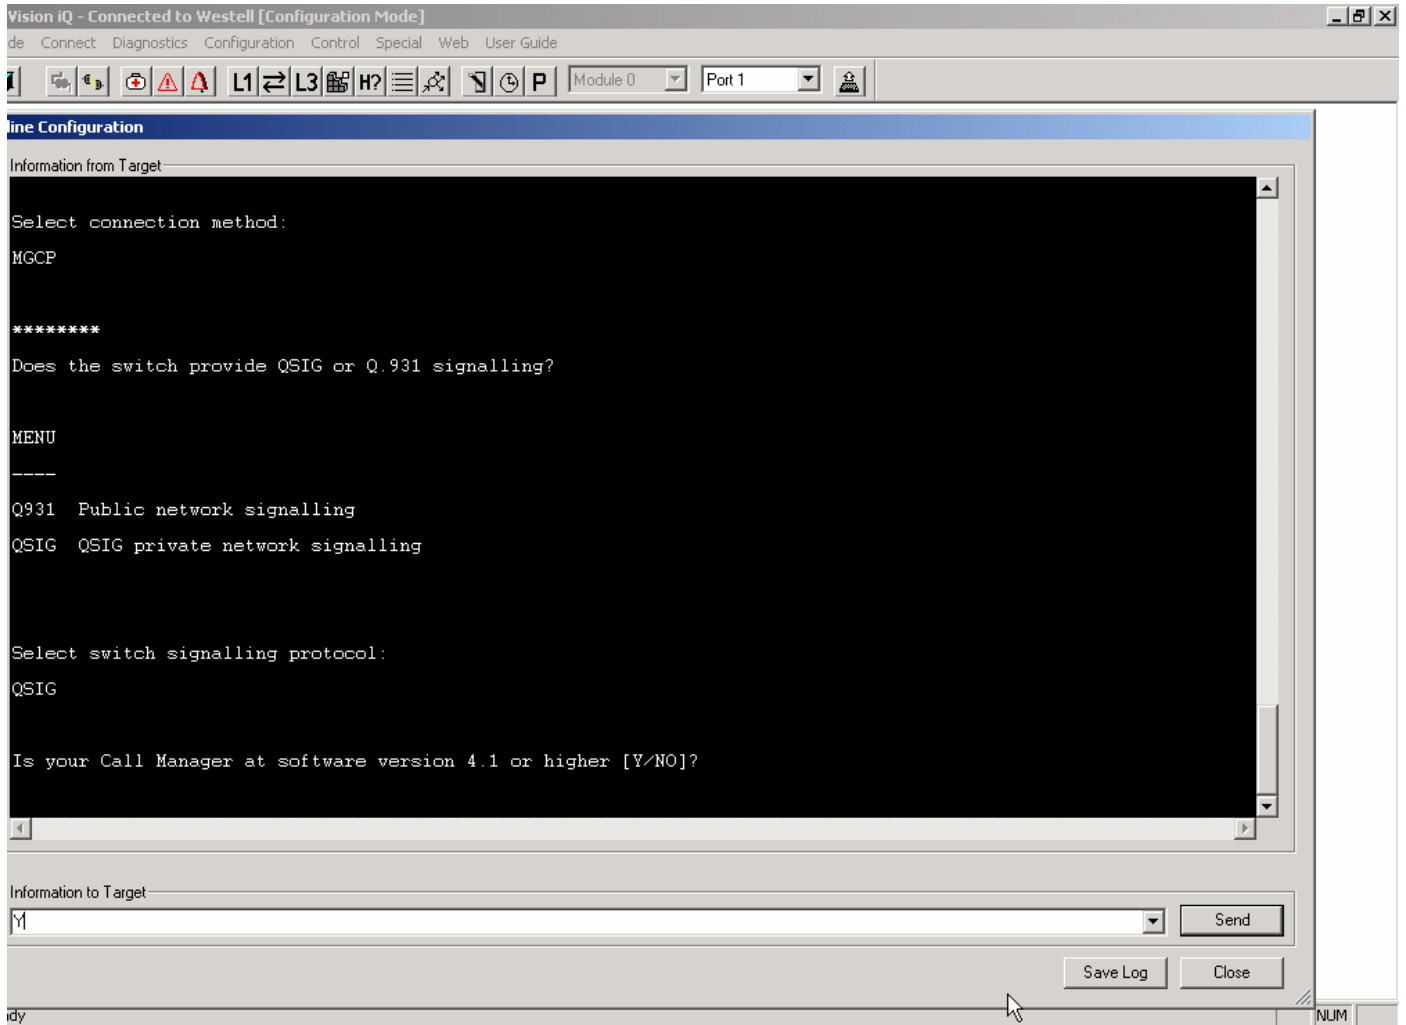 Vision iQ - Connected to Westell [Configuration Mode]
de Connect Diagnostics Configuration Control Special Web User Guide
L1 L3 H? P Module 0 Port 1
line Configuration
Information from Target
Select connection method:
MGCP
********
Does the switch provide QSIG or Q.931 signalling?
MENU
----
Q931 Public network signalling
QSIG QSIG private network signalling
Select switch signalling protocol:
QSIG
Is your Call Manager at software version 4.1 or higher [Y/NO]?
Information to Target
Y
Send
Save Log Close
dy
NUM